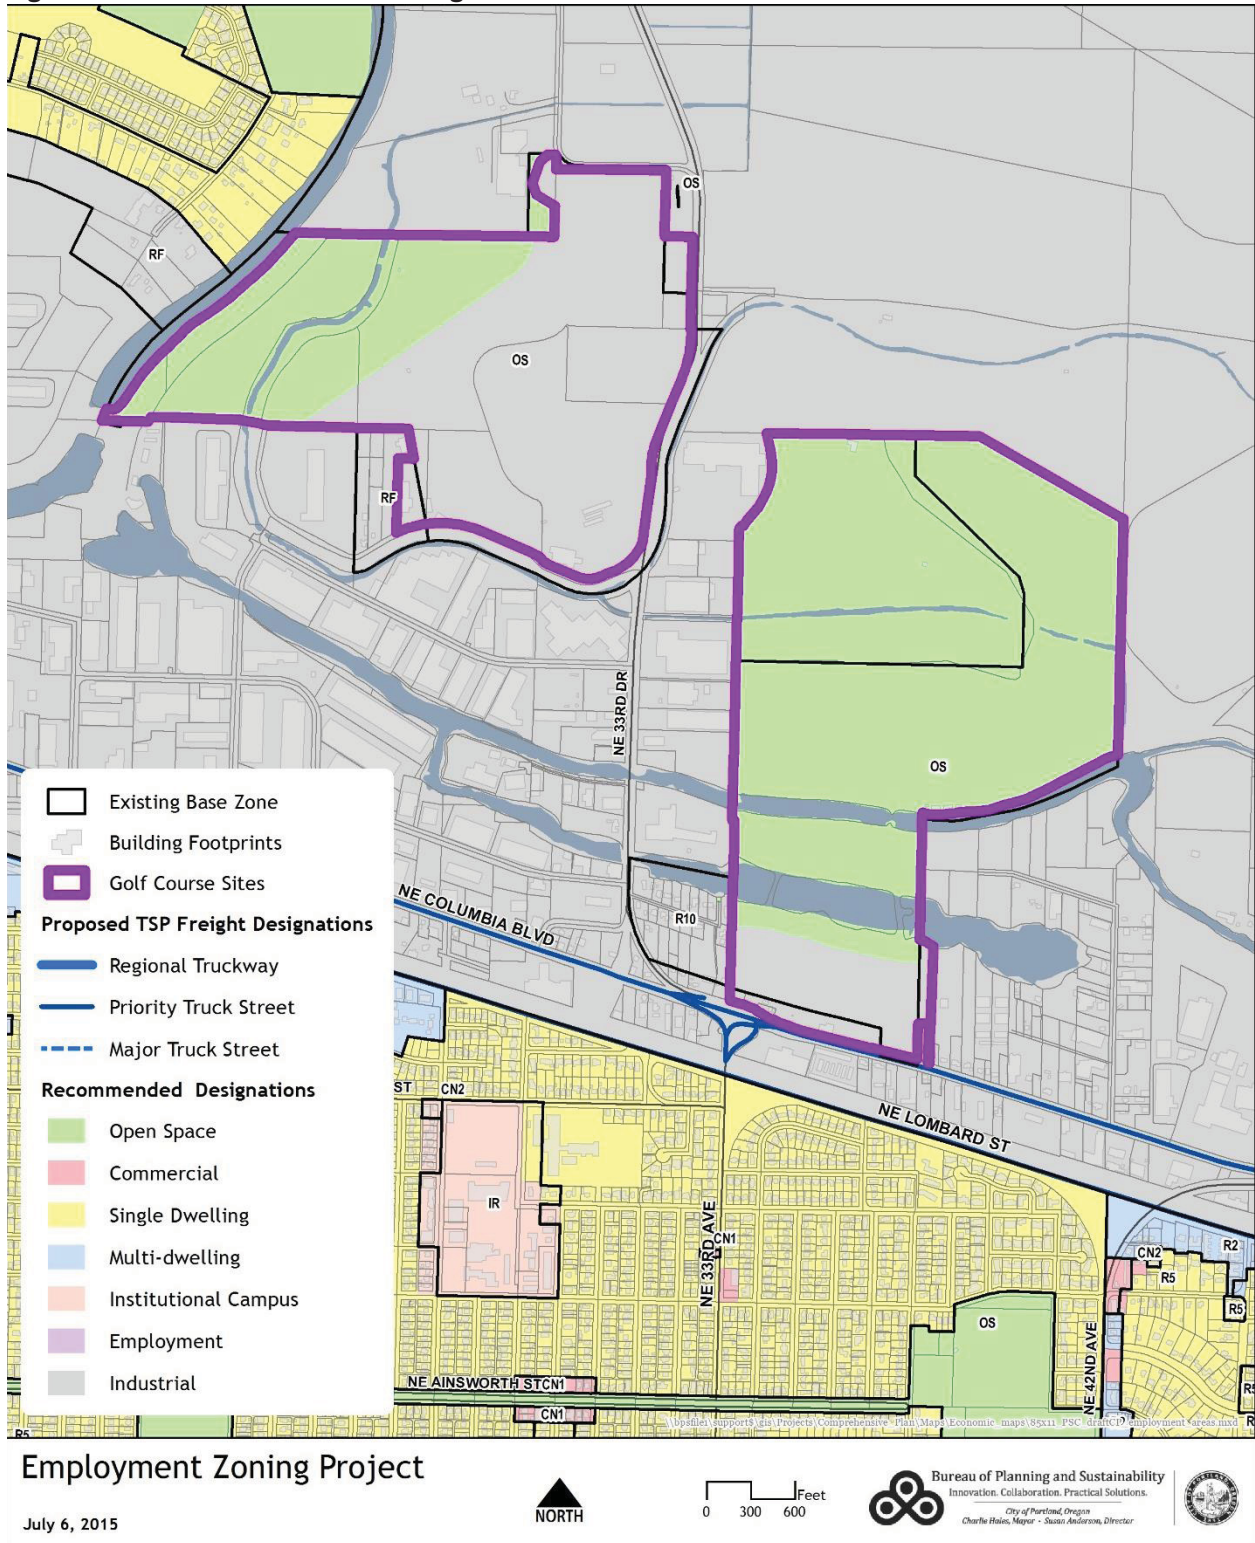 OS
RF
OS
RF
NE 33RD DR
OS
Existing Base Zone
Building Footprints
Golf Course Sites
Proposed TSP Freight Designations
Regional Truckway
Priority Truck Street
Major Truck Street
Recommended Designations
Open Space
Commercial
Single Dwelling
Multi-dwelling
Institutional Campus
Employment
Industrial
NE COLUMBIA BLVD
R10
NE LOMBARD ST
ST
CN2
IR
NE 33RD AVE
CN1
CN2
R2
R5
R5
OS
NE 42ND AVE
NE AINSWORTH ST
CN1
CN1
R5
Employment Zoning Project
July 6, 2015
NORTH
Feet
0 300 600
Bureau of Planning and Sustainability
Innovation. Collaboration. Practical Solutions.
City of Portland, Oregon
Charlie Hales, Mayor • Susan Anderson, Director